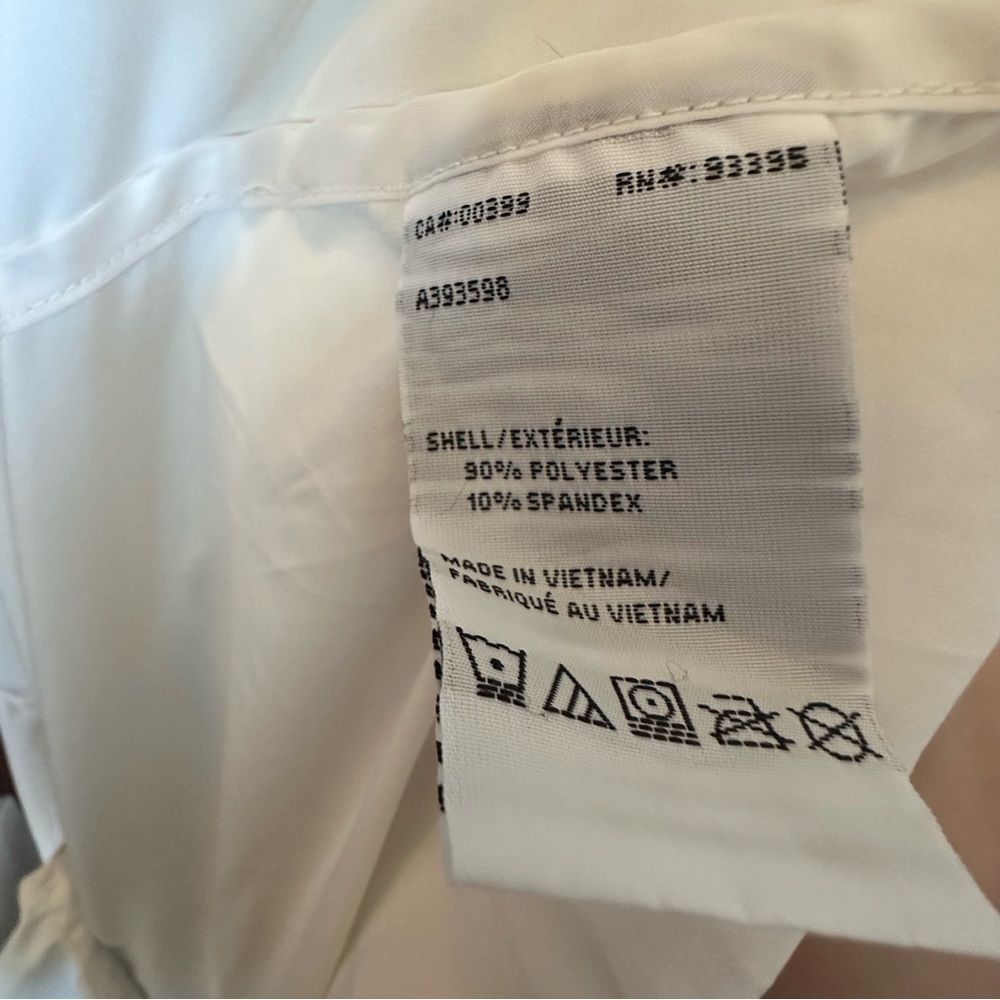 CA#:00399 RN#:93395
A393598
SHELL/EXTÉRIEUR:
90% POLYESTER
10% SPANDEX
MADE IN VIETNAM/
FABRIQUÉ AU VIETNAM